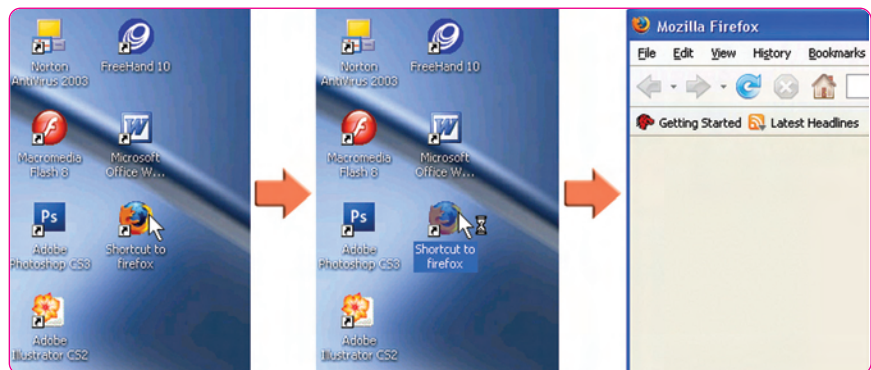 Norton
AntiVirus 2003
FreeHand 10
Macromedia
Flash 8
Microsoft
Office W...
Ps
Adobe
Photoshop CS3
Shortcut to
firefox
Adobe
Illustrator CS2
Norton
AntiVirus 2003
FreeHand 10
Macromedia
Flash 8
Microsoft
Office W...
Ps
Adobe
Photoshop CS3
Shortcut to
firefox
Adobe
Illustrator CS2
Mozilla Firefox
File Edit View History Bookmarks
Getting Started Latest Headlines